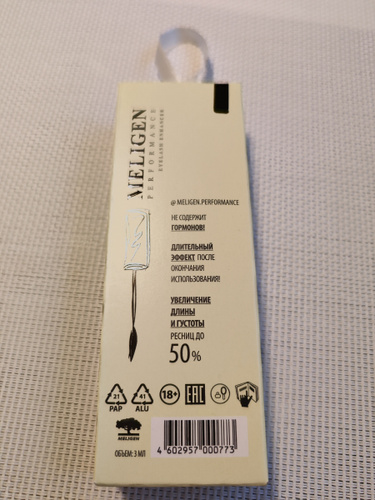 MELIGEN
PERFORMANCE
EYELASH ENHANCER
@ MELIGEN.PERFORMANCE
НЕ СОДЕРЖИТ
ГОРМОНОВ!
ДЛИТЕЛЬНЫЙ
ЭФФЕКТ ПОСЛЕ
ОКОНЧАНИЯ
ИСПОЛЬЗОВАНИЯ!
УВЕЛИЧЕНИЕ
ДЛИНЫ
И ГУСТОТЫ
РЕСНИЦ ДО
50%
21 41 18+ EAC
PAP ALU
MELIGEN
ОБЪЕМ: 3 МЛ
4 602957 000773